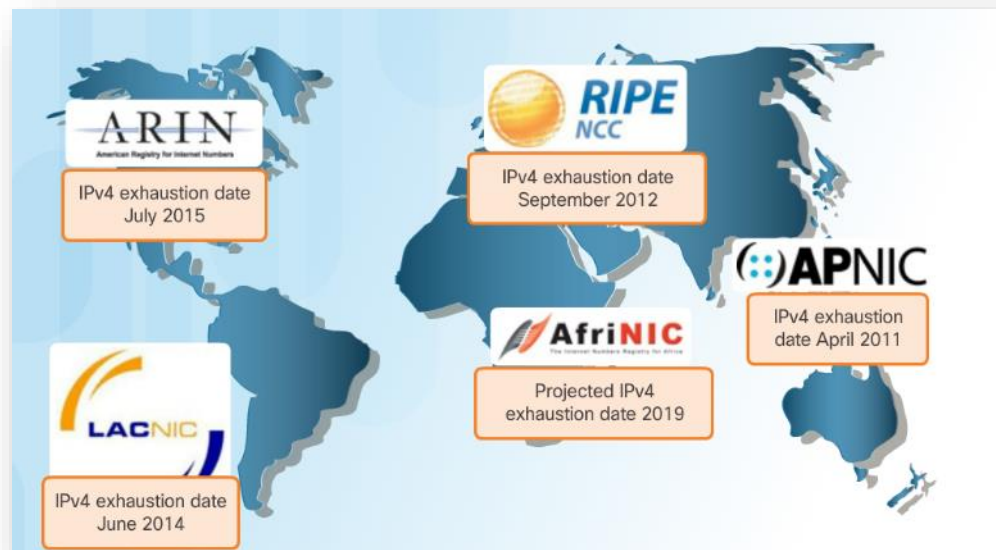 ARIN
American Registry for Internet Numbers
IPv4 exhaustion date
July 2015
RIPE
NCC
IPv4 exhaustion date
September 2012
APNIC
IPv4 exhaustion
date April 2011
AfriNIC
The Internet Numbers Registry for Africa
Projected IPv4
exhaustion date 2019
LACNIC
IPv4 exhaustion date
June 2014